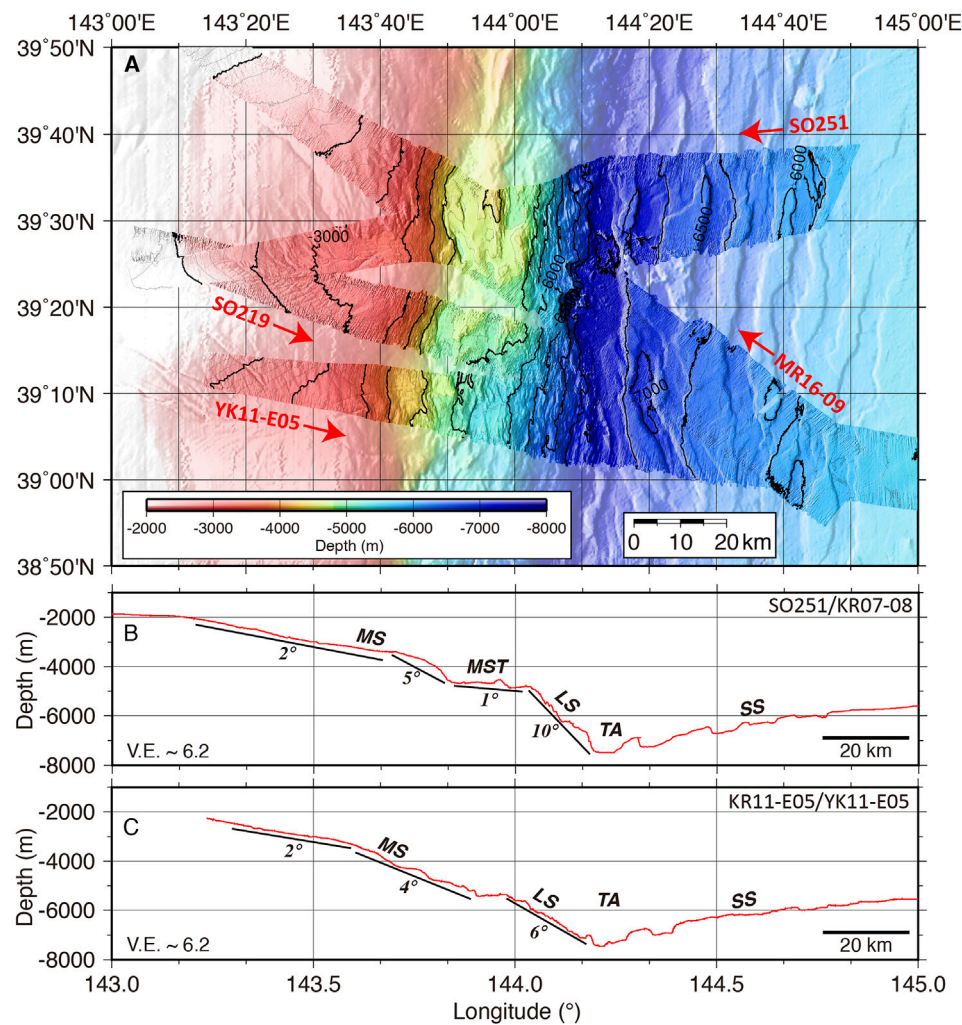 143˚00'E 143˚20'E 143˚40'E 144˚00'E 144˚20'E 144˚40'E 145˚00'E
39˚50'N
A
39˚40'N
SO251
6000
39˚30'N
3000
6500
6000
39˚20'N
SO219
MR16-09
39˚10'N
7000
YK11-E05
39˚00'N
-2000 -3000 -4000 -5000 -6000 -7000 -8000
Depth (m)
0 10 20 km
38˚50'N
SO251/KR07-08
-2000
B
MS
2°
-4000
5°
MST
1°
LS
-6000
10°
TA
SS
V.E. ~ 6.2
20 km
-8000
Depth (m)
KR11-E05/YK11-E05
-2000
C
2°
MS
-4000
4°
LS
TA
SS
-6000
6°
V.E. ~ 6.2
20 km
-8000
Depth (m)
143.0 143.5 144.0 144.5 145.0
Longitude (°)